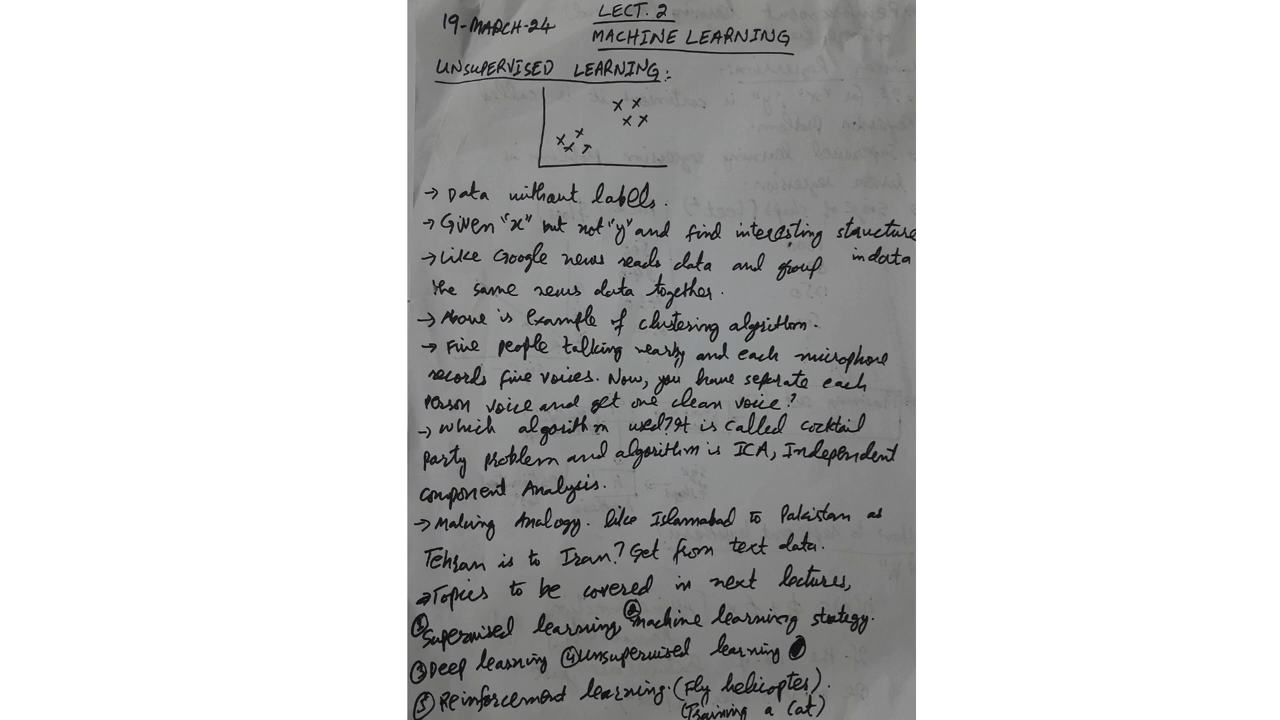 LECT. 2
19-MARCH-24
MACHINE LEARNING
UNSUPERVISED LEARNING:
→ Data without labels.
→ Given "x" but not "y" and find interesting structure
in data
→ Like Google news reads data and group
the same news data together.
→ Above is Example of clustering algorithm.
→ Five people talking nearby and each microphone
records five voices. Now, you have seperate each
person voice and get one clean voice?
→ Which algorithm used? It is called cocktail
party problem and algorithm is ICA, Independent
component Analysis.
→ Making Analogy. like Islamabad to Pakistan as
Tehran is to Iran? Get from text data.
→ Topics to be covered in next lectures,
① Supervised learning, ② Machine learning strategy.
③ Deep learning ④ unsupervised learning
⑤ Reinforcement learning. (Fly helicopter).
(Training a Cat)